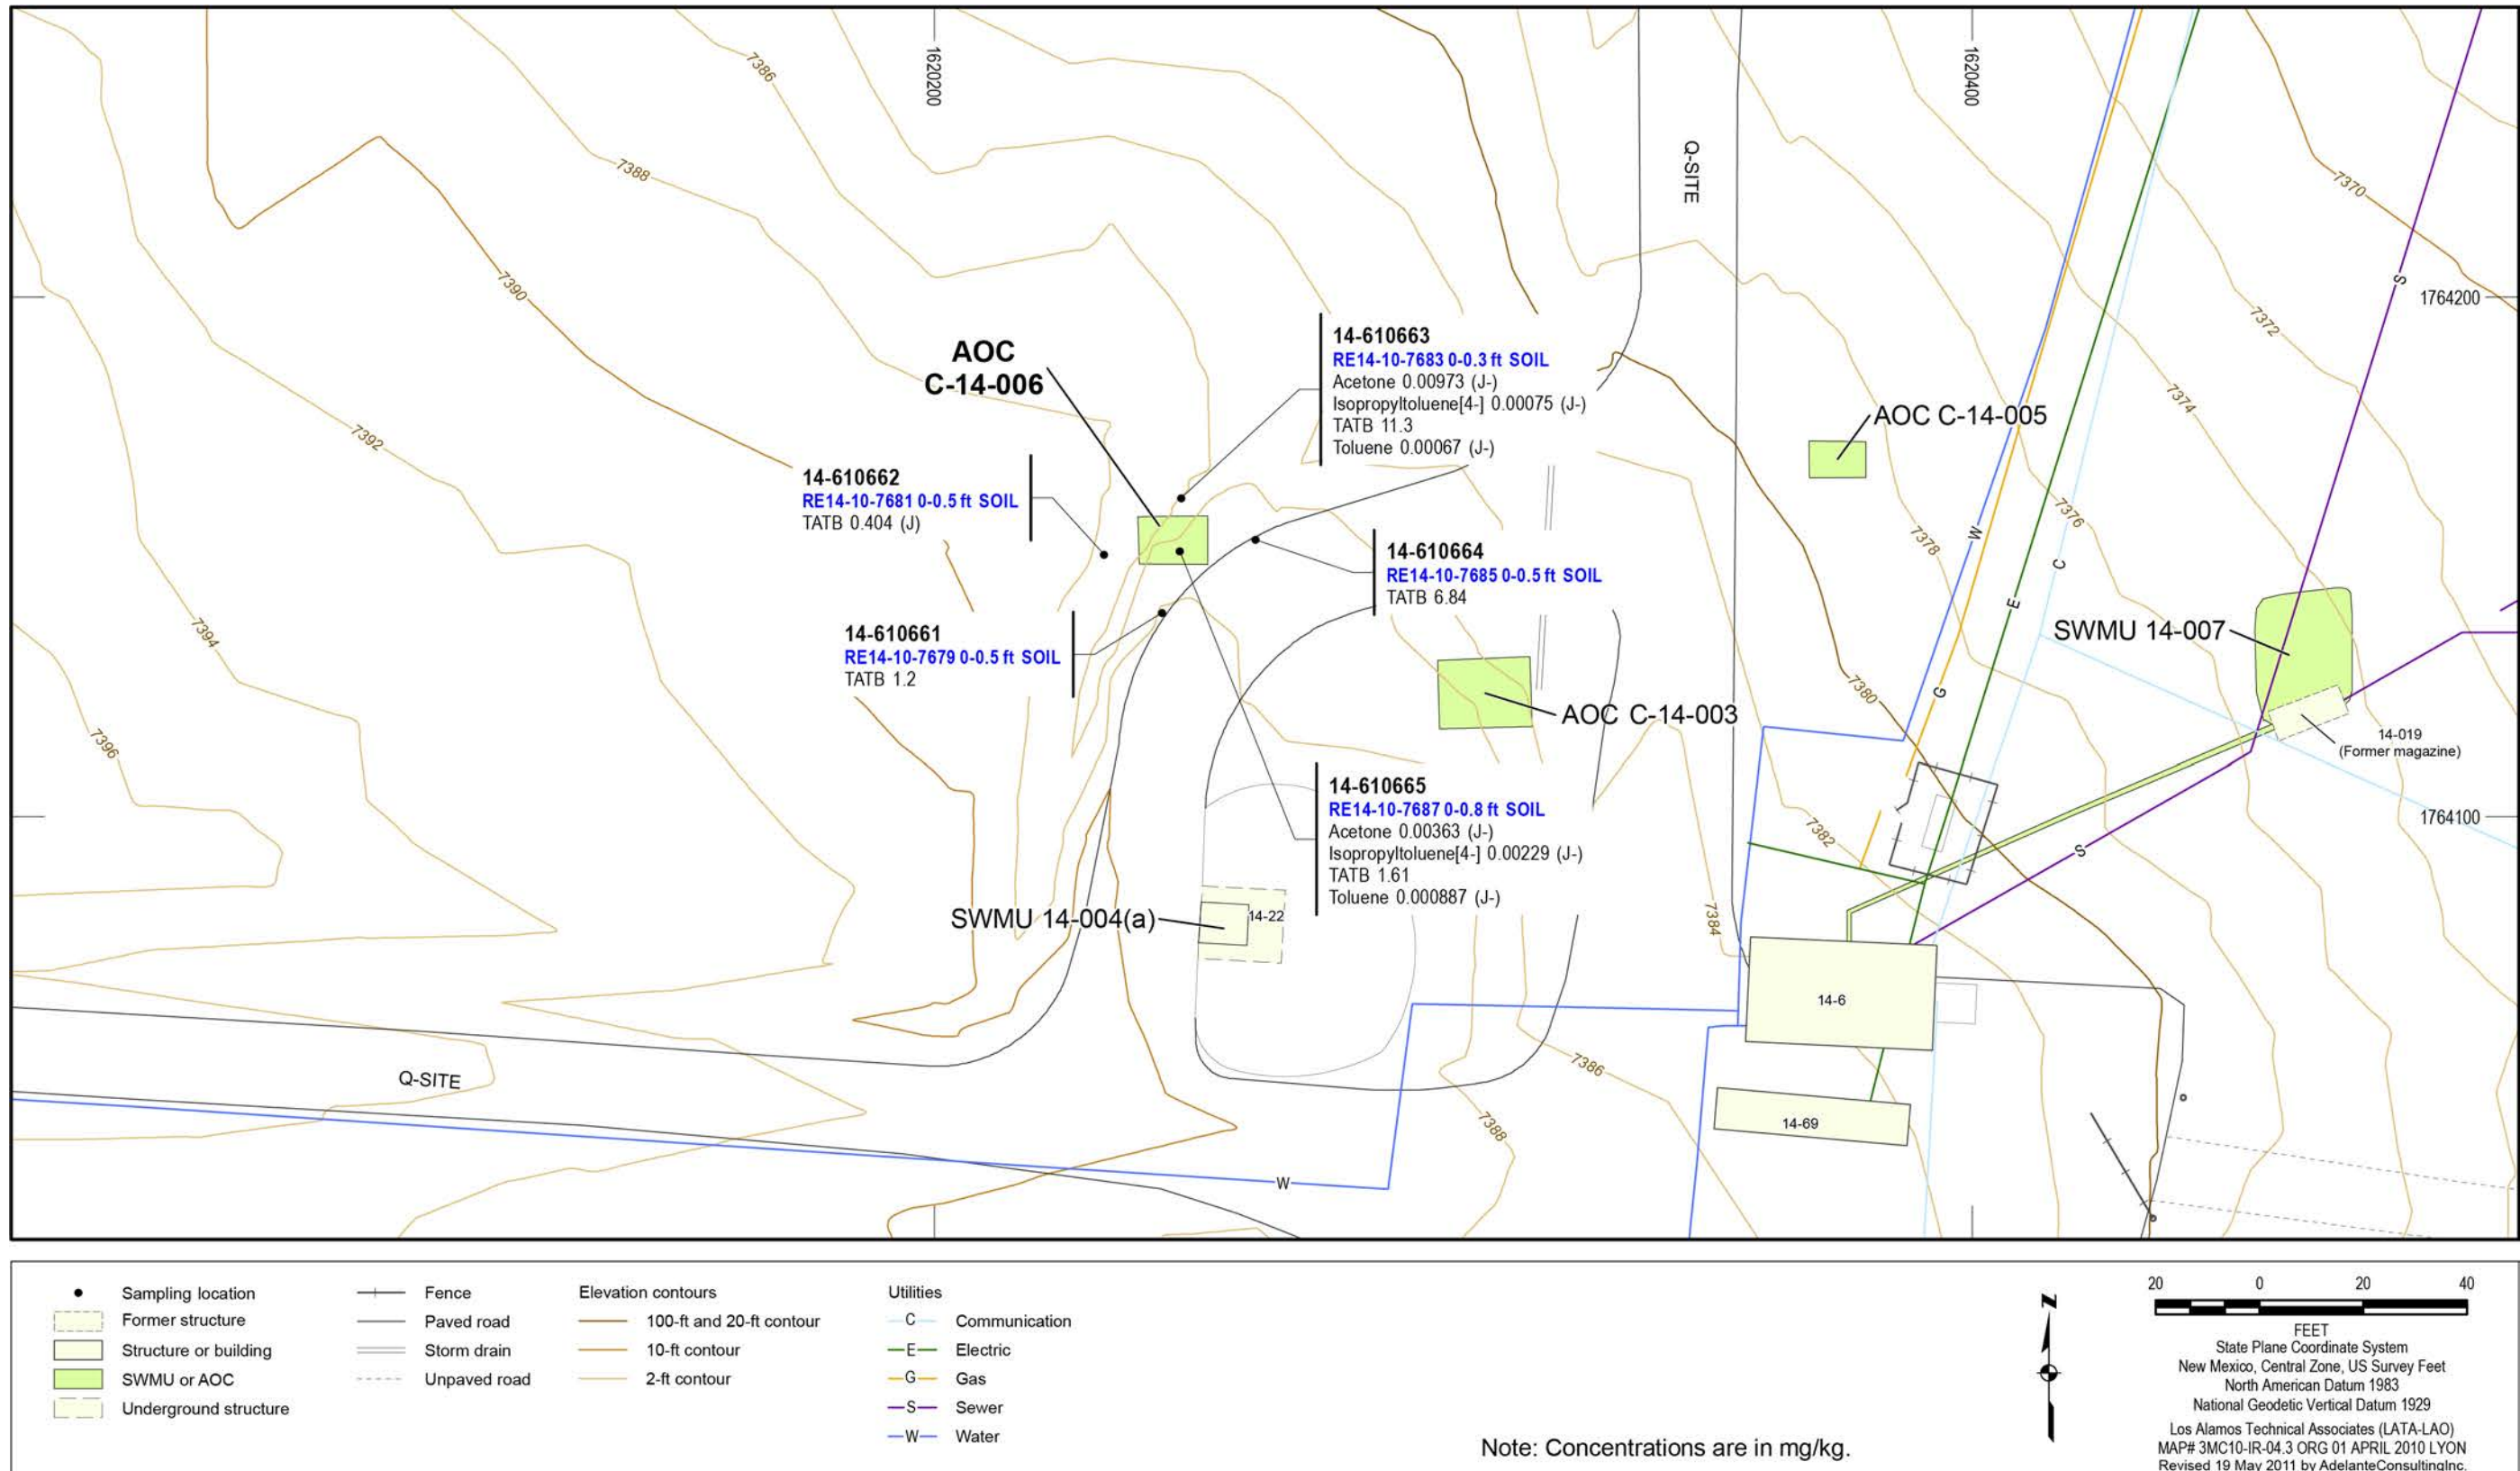 1620200
1620400
7386
7388
7390
7392
7394
7396
Q-SITE
7370
7372
7374
7376
7378
7380
7382
7384
7386
7388
1764200
1764100
AOC
C-14-006
14-610663
RE14-10-7683 0-0.3 ft SOIL
Acetone 0.00973 (J-)
Isopropyltoluene[4-] 0.00075 (J-)
TATB 11.3
Toluene 0.00067 (J-)
AOC C-14-005
14-610662
RE14-10-7681 0-0.5 ft SOIL
TATB 0.404 (J)
14-610664
RE14-10-7685 0-0.5 ft SOIL
TATB 6.84
14-610661
RE14-10-7679 0-0.5 ft SOIL
TATB 1.2
SWMU 14-007
AOC C-14-003
14-019
(Former magazine)
14-610665
RE14-10-7687 0-0.8 ft SOIL
Acetone 0.00363 (J-)
Isopropyltoluene[4-] 0.00229 (J-)
TATB 1.61
Toluene 0.000887 (J-)
SWMU 14-004(a)
14-22
14-6
14-69
Q-SITE
W
G
E
C
S
S
W
Sampling location
Former structure
Structure or building
SWMU or AOC
Underground structure
Fence
Paved road
Storm drain
Unpaved road
Elevation contours
100-ft and 20-ft contour
10-ft contour
2-ft contour
Utilities
C Communication
E Electric
G Gas
S Sewer
W Water
Note: Concentrations are in mg/kg.
N
20 0 20 40
FEET
State Plane Coordinate System
New Mexico, Central Zone, US Survey Feet
North American Datum 1983
National Geodetic Vertical Datum 1929
Los Alamos Technical Associates (LATA-LAO)
MAP# 3MC10-IR-04.3 ORG 01 APRIL 2010 LYON
Revised 19 May 2011 by AdelanteConsultingInc.